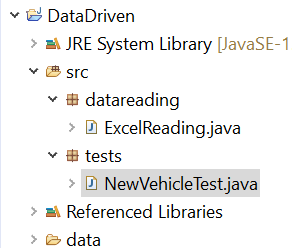 DataDriven
JRE System Library [JavaSE-1
src
datareading
ExcelReading.java
tests
NewVehicleTest.java
Referenced Libraries
data